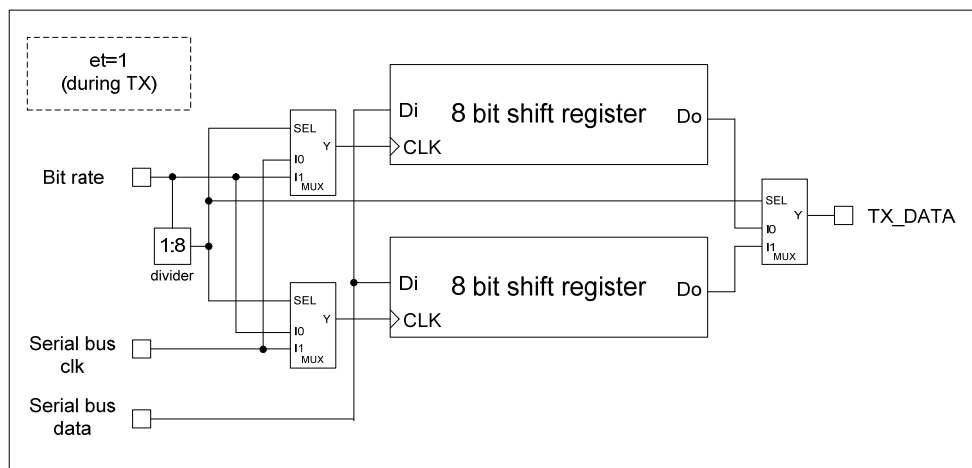 et=1
(during TX)
Di
8 bit shift register
Do
CLK
SEL
I0
I1
Y
MUX
Bit rate
1:8
divider
SEL
I0
I1
Y
MUX
TX_DATA
Di
8 bit shift register
Do
CLK
SEL
I0
I1
Y
MUX
Serial bus
clk
Serial bus
data